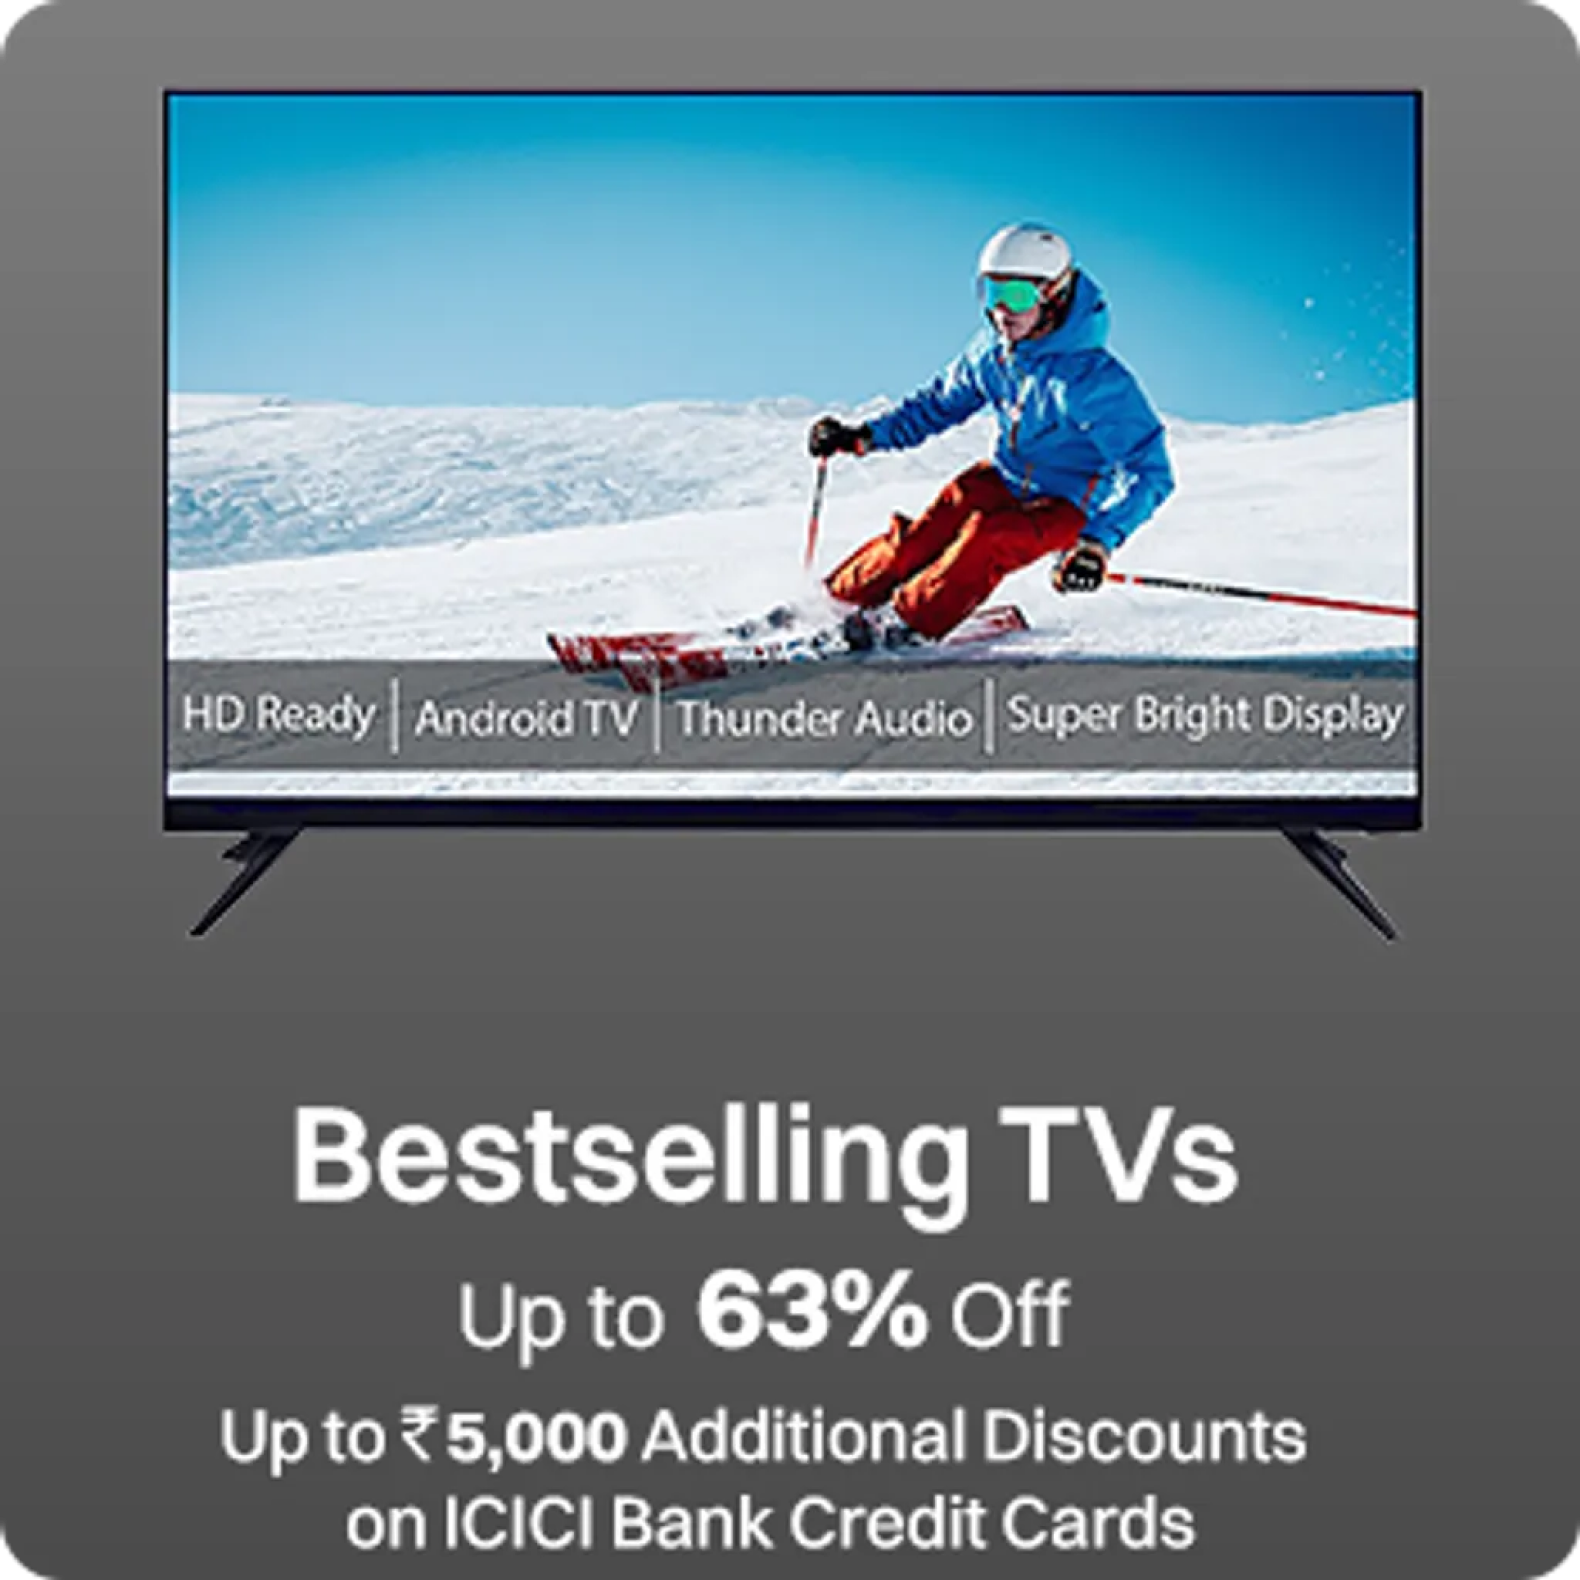 HD Ready | Android TV | Thunder Audio | Super Bright Display
Bestselling TVs
Up to 63% Off
Up to ₹5,000 Additional Discounts
on ICICI Bank Credit Cards